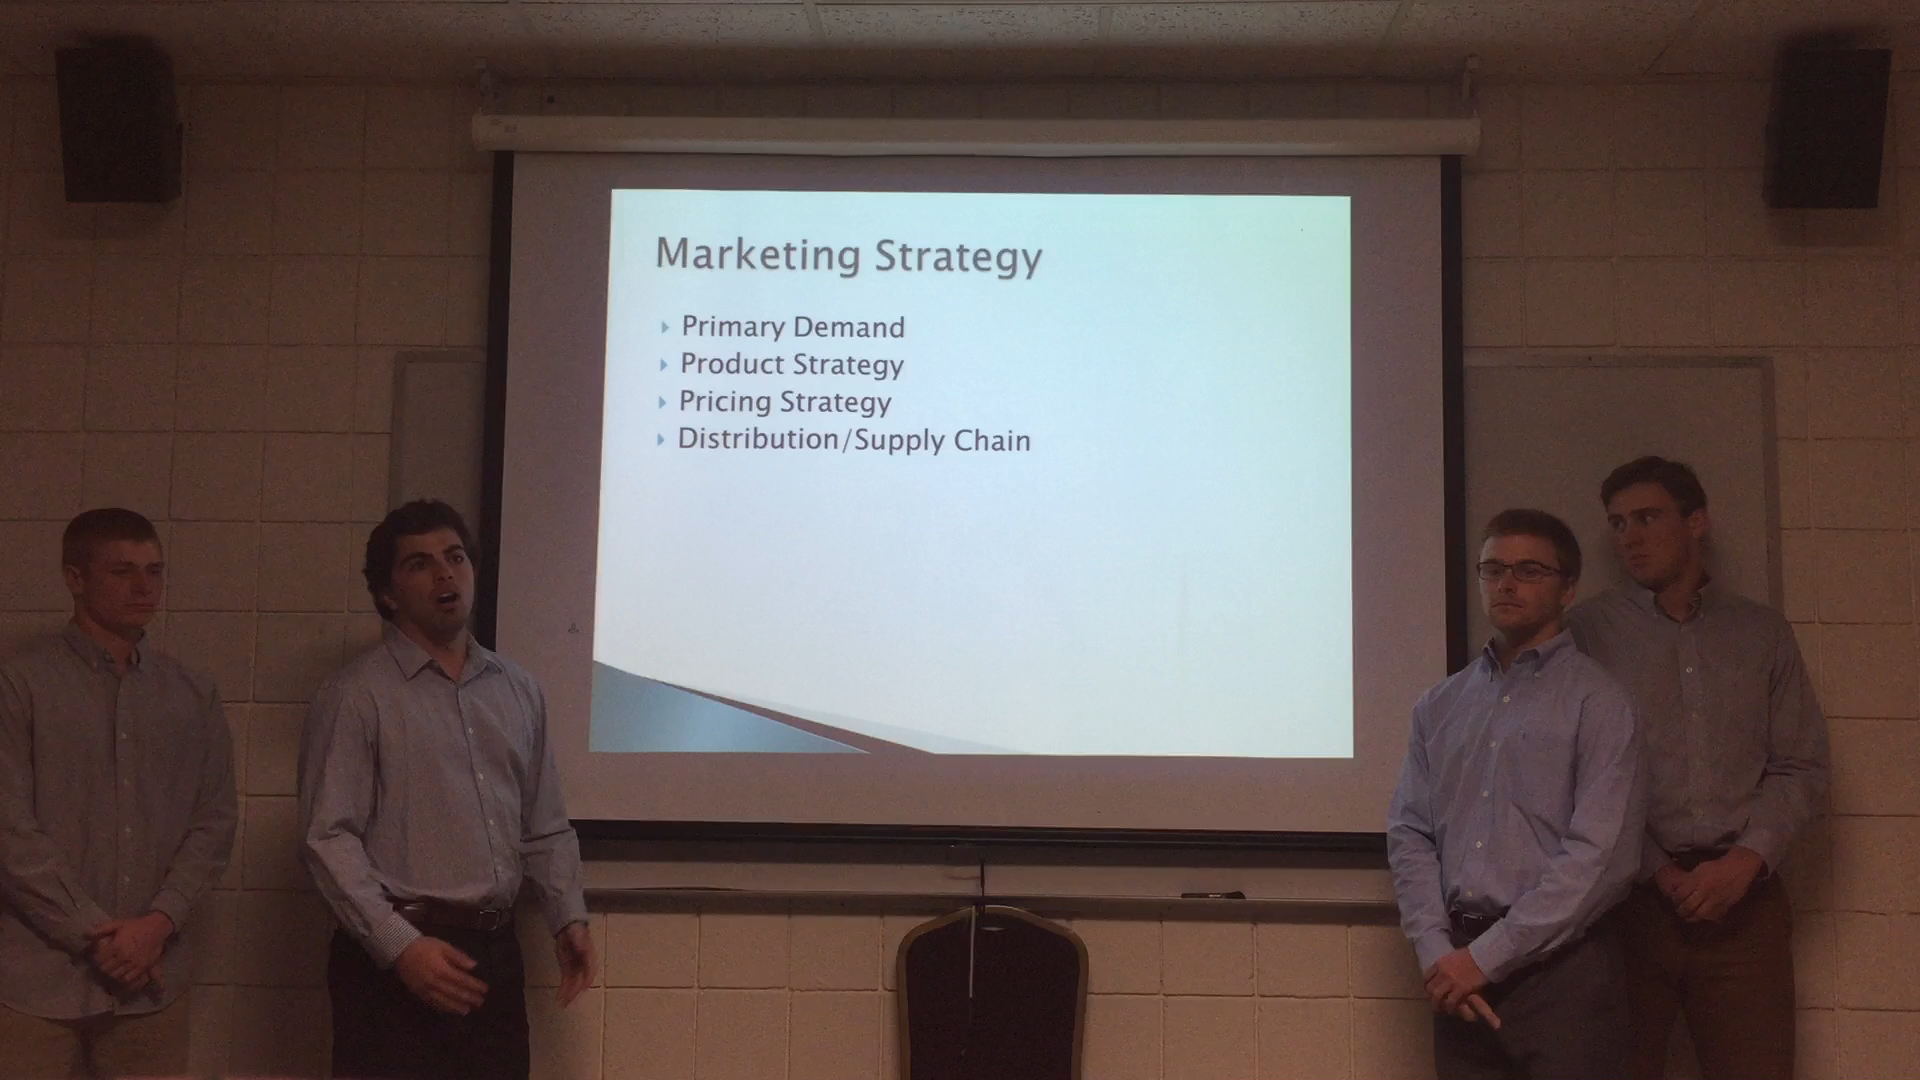 Marketing Strategy
Primary Demand
Product Strategy
Pricing Strategy
Distribution/Supply Chain